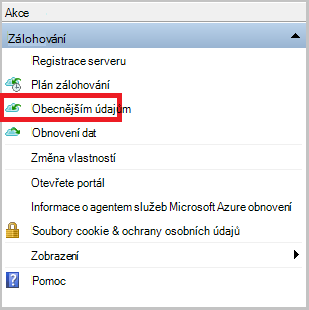 Akce
Zálohování
Registrace serveru
Plán zálohování
Obecnějším údajům
Obnovení dat
Změna vlastností
Otevřete portál
Informace o agentem služeb Microsoft Azure obnovení
Soubory cookie & ochrany osobních údajů
Zobrazení
Pomoc